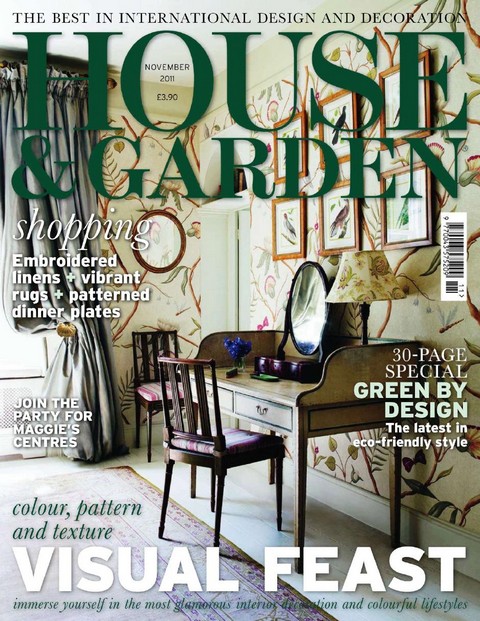 THE BEST IN INTERNATIONAL DESIGN AND DECORATION
HOUSE
NOVEMBER
2011
£3.90
& GARDEN
shopping
Embroidered
linens + vibrant
rugs + patterned
dinner plates
11>
JOIN THE
PARTY FOR
MAGGIE'S
CENTRES
30-PAGE
SPECIAL
GREEN BY
DESIGN
The latest in
eco-friendly style
colour, pattern
and texture
VISUAL FEAST
immerse yourself in the most glamorous interior decoration and colourful lifestyles